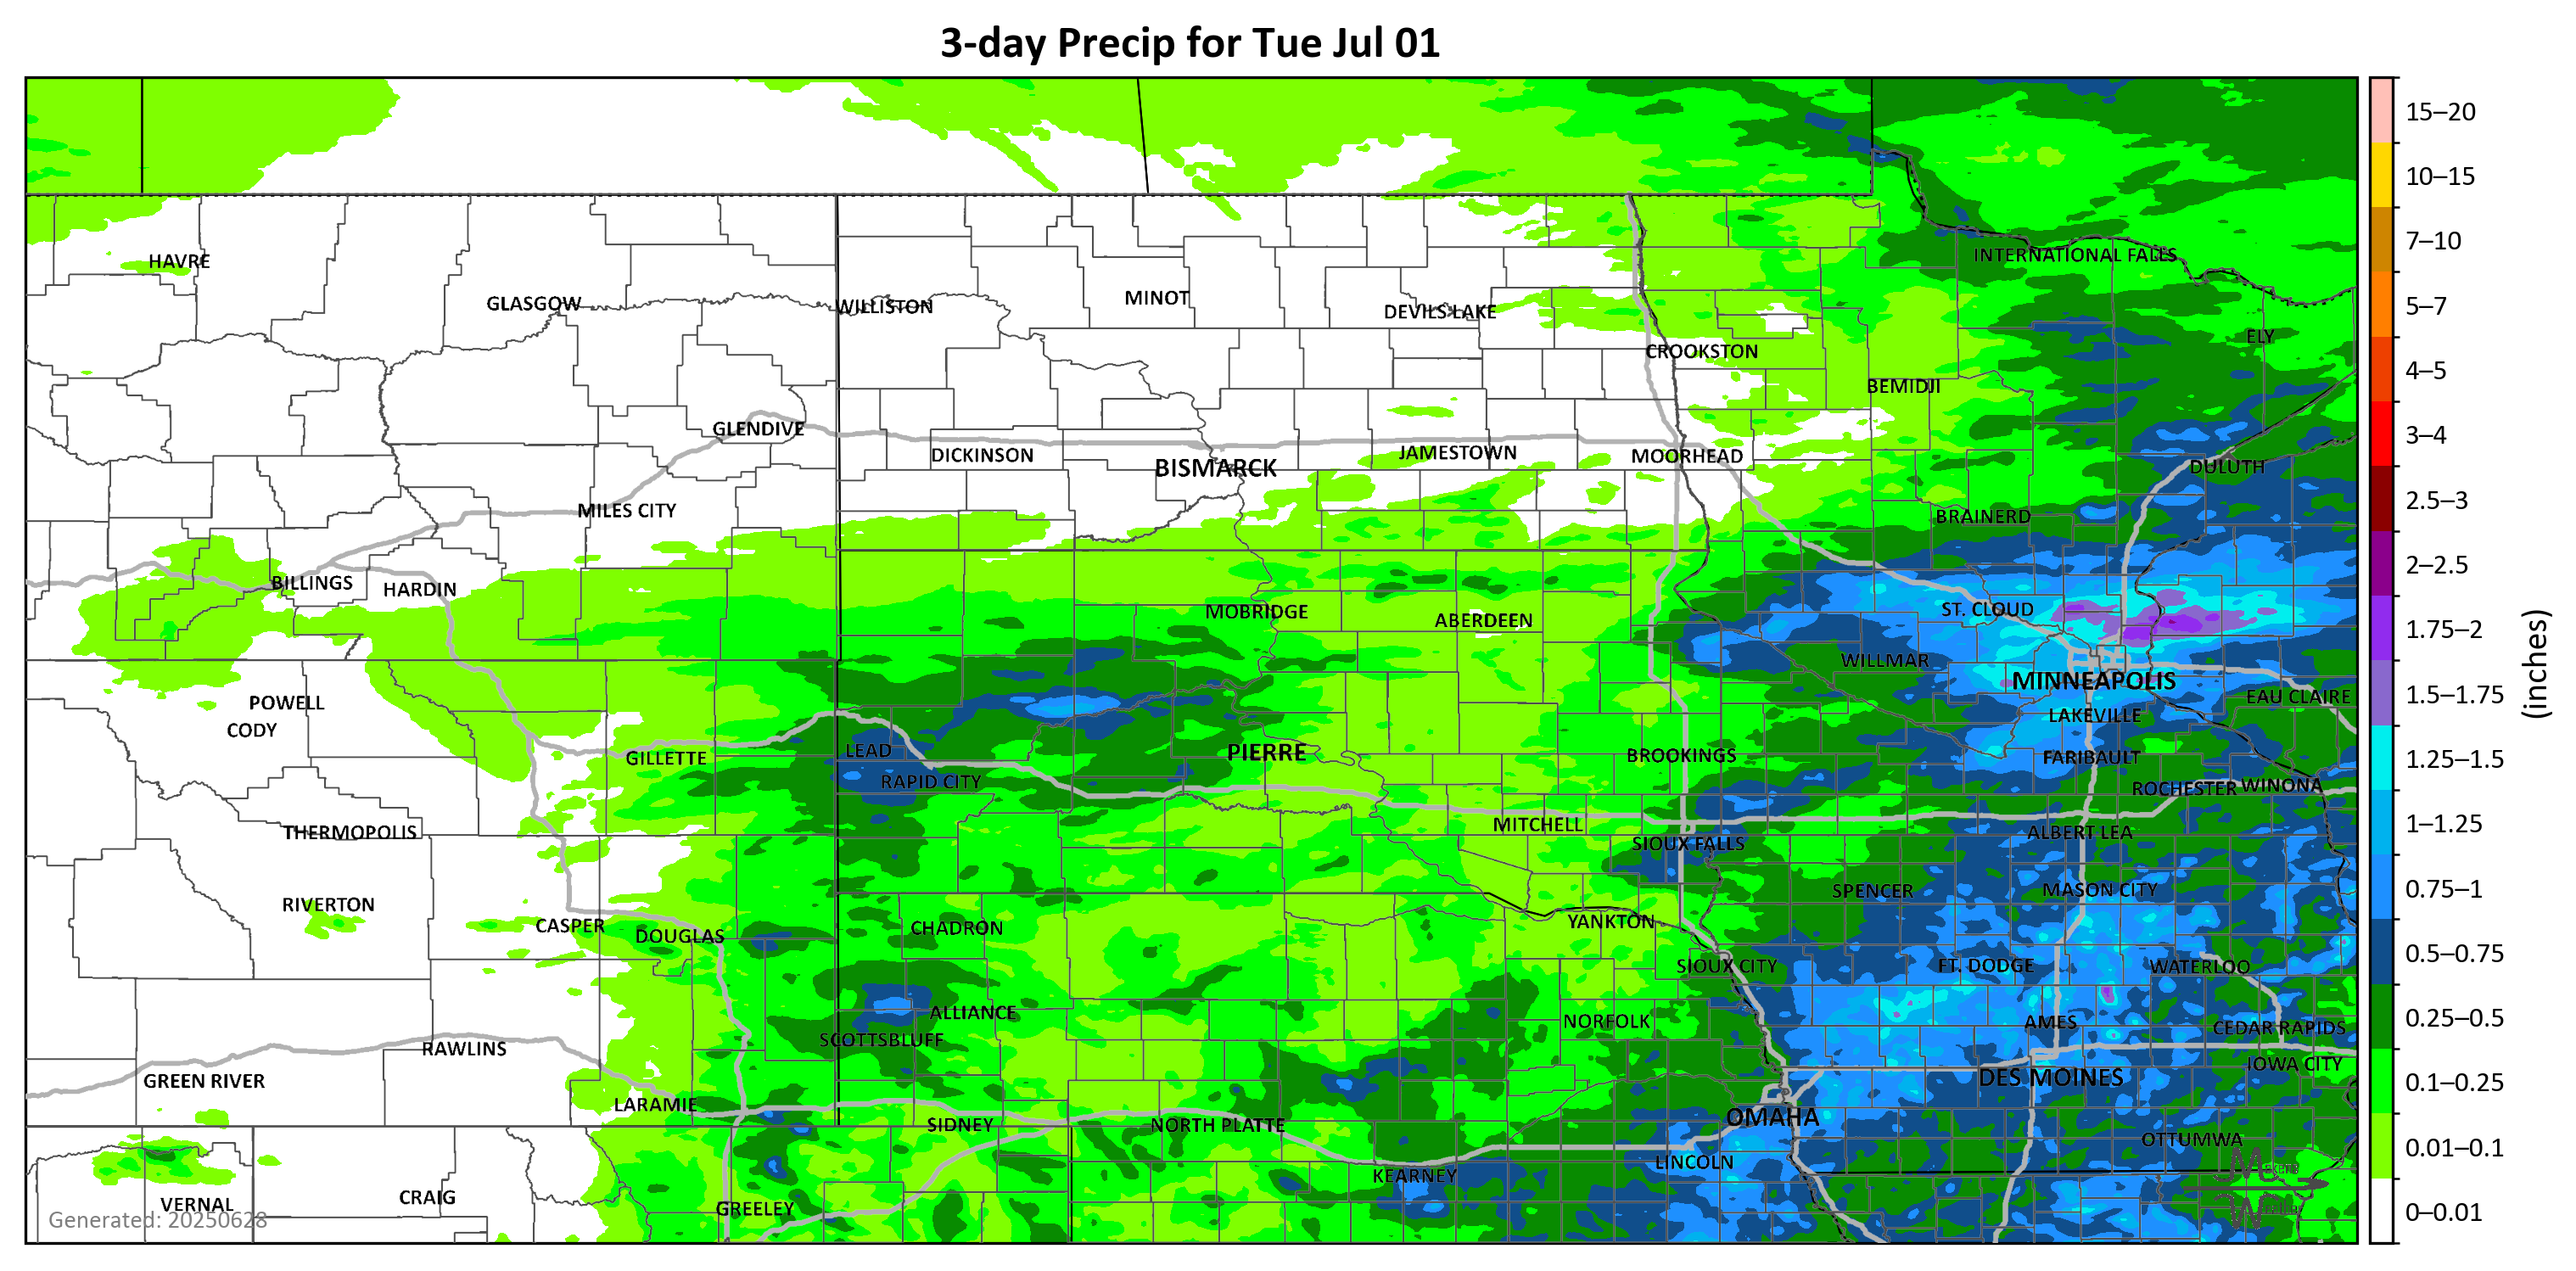 3-day Precip for Tue Jul 01
15–20
10–15
7–10
5–7
4–5
3–4
2.5–3
2–2.5
1.75–2
1.5–1.75
1.25–1.5
1–1.25
0.75–1
0.5–0.75
0.25–0.5
0.1–0.25
0.01–0.1
0–0.01
(inches)
HAVRE
INTERNATIONAL FALLS
GLASGOW
WILLISTON
MINOT
DEVILS LAKE
ELY
CROOKSTON
BEMIDJI
GLENDIVE
DICKINSON
BISMARCK
JAMESTOWN
MOORHEAD
DULUTH
MILES CITY
BRAINERD
BILLINGS
HARDIN
MOBRIDGE
ABERDEEN
ST. CLOUD
WILLMAR
MINNEAPOLIS
EAU CLAIRE
POWELL
CODY
LAKEVILLE
GILLETTE
LEAD
PIERRE
BROOKINGS
FARIBAULT
RAPID CITY
ROCHESTER
WINONA
THERMOPOLIS
MITCHELL
ALBERT LEA
SIOUX FALLS
RIVERTON
SPENCER
MASON CITY
CASPER
DOUGLAS
CHADRON
YANKTON
SIOUX CITY
FT. DODGE
WATERLOO
ALLIANCE
NORFOLK
AMES
CEDAR RAPIDS
RAWLINS
SCOTTSBLUFF
GREEN RIVER
IOWA CITY
DES MOINES
LARAMIE
SIDNEY
NORTH PLATTE
OMAHA
OTTUMWA
LINCOLN
KEARNEY
VERNAL
CRAIG
GREELEY
Generated: 20250628